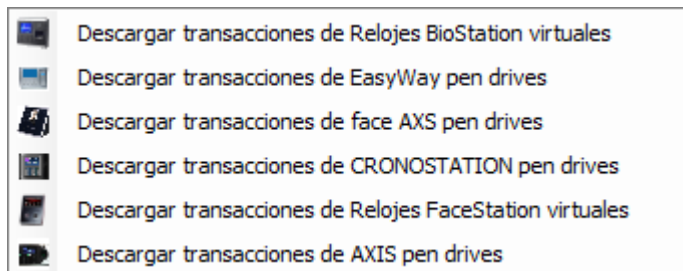 Descargar transacciones de Relojes BioStation virtuales
Descargar transacciones de EasyWay pen drives
Descargar transacciones de face AXS pen drives
Descargar transacciones de CRONOSTATION pen drives
Descargar transacciones de Relojes FaceStation virtuales
Descargar transacciones de AXIS pen drives